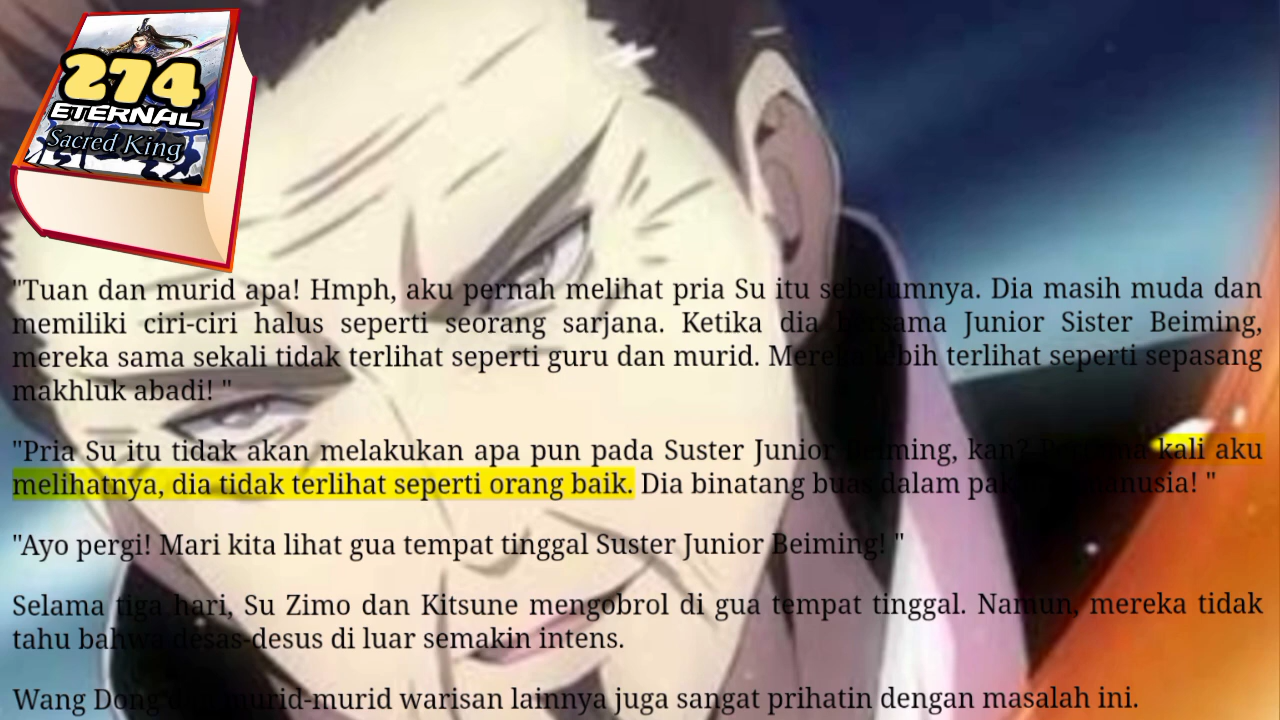 274
ETERNAL
Sacred King
"Tuan dan murid apa! Hmph, aku pernah melihat pria Su itu sebelumnya. Dia masih muda dan
memiliki ciri-ciri halus seperti seorang sarjana. Ketika dia bersama Junior Sister Beiming,
mereka sama sekali tidak terlihat seperti guru dan murid. Mereka lebih terlihat seperti sepasang
makhluk abadi! "
"Pria Su itu tidak akan melakukan apa pun pada Suster Junior Beiming, kan? Pertama kali aku
melihatnya, dia tidak terlihat seperti orang baik. Dia binatang buas dalam pakaian manusia! "
"Ayo pergi! Mari kita lihat gua tempat tinggal Suster Junior Beiming! "
Selama tiga hari, Su Zimo dan Kitsune mengobrol di gua tempat tinggal. Namun, mereka tidak
tahu bahwa desas-desus di luar semakin intens.
Wang Dong dan murid-murid warisan lainnya juga sangat prihatin dengan masalah ini.